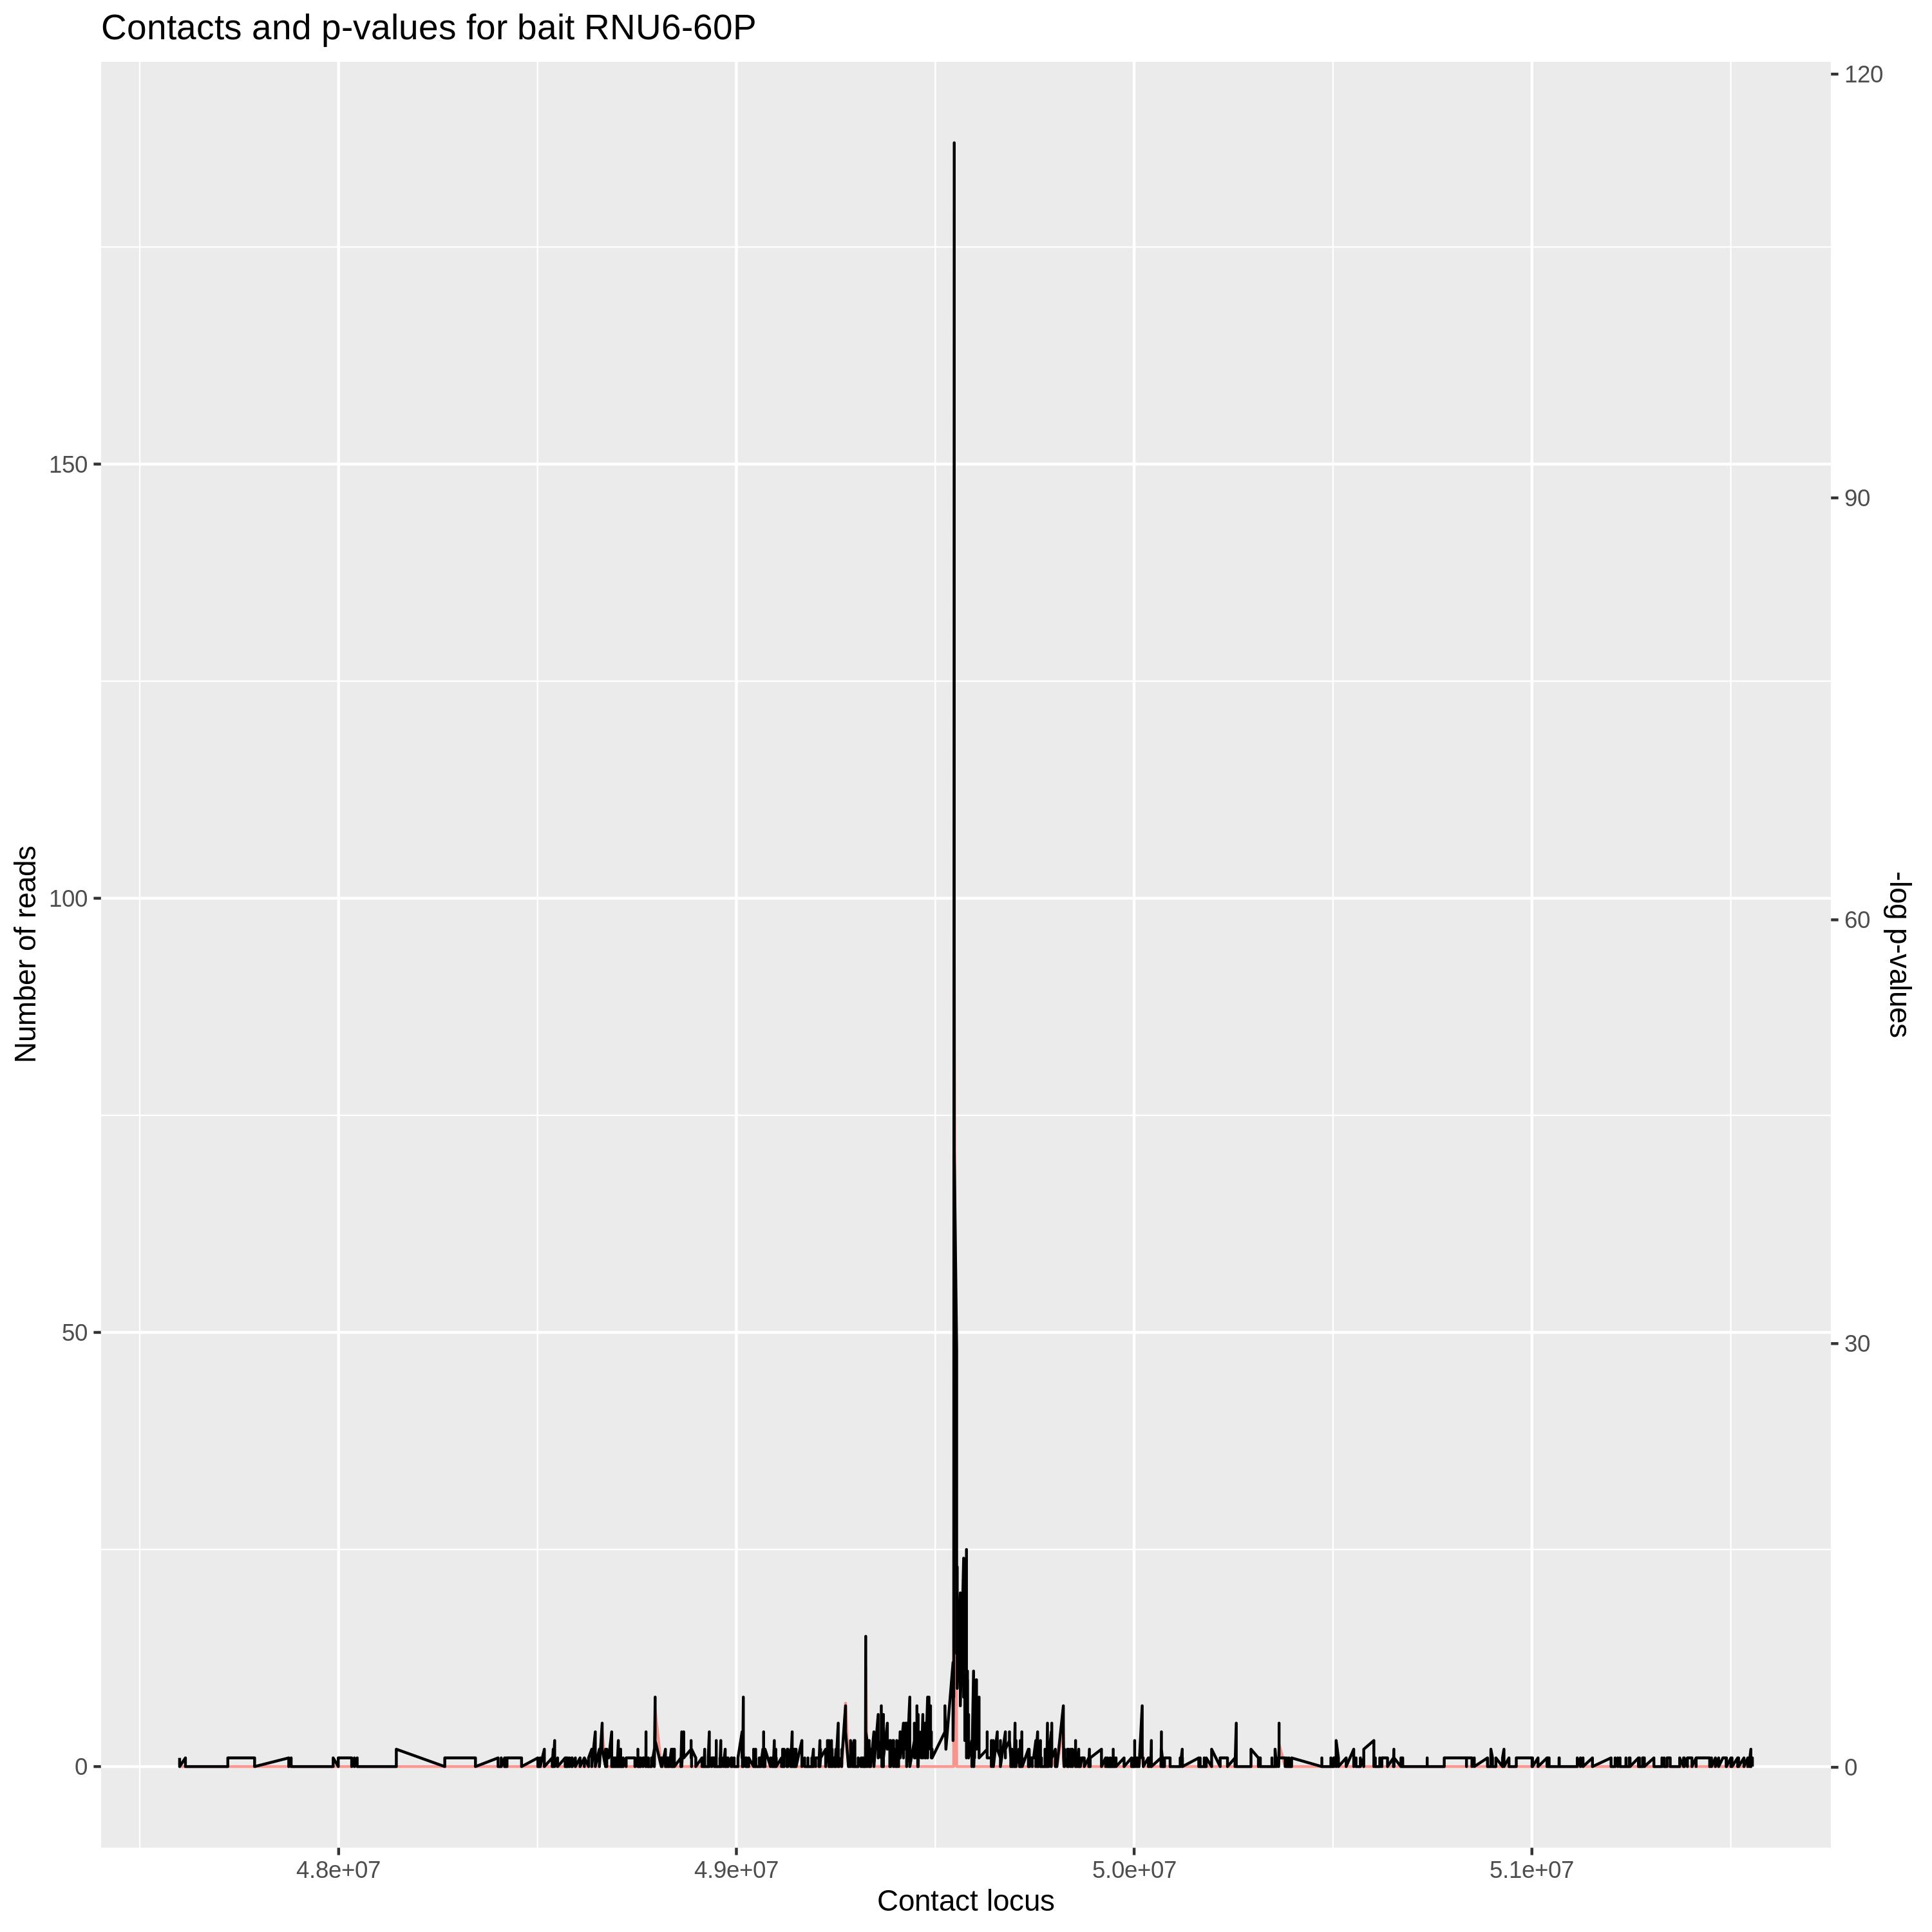 Contacts and p-values for bait RNU6-60P
120
150
90
Number of reads
100
60
-log p-values
50
30
0
0
4.8e+07
4.9e+07
5.0e+07
5.1e+07
Contact locus